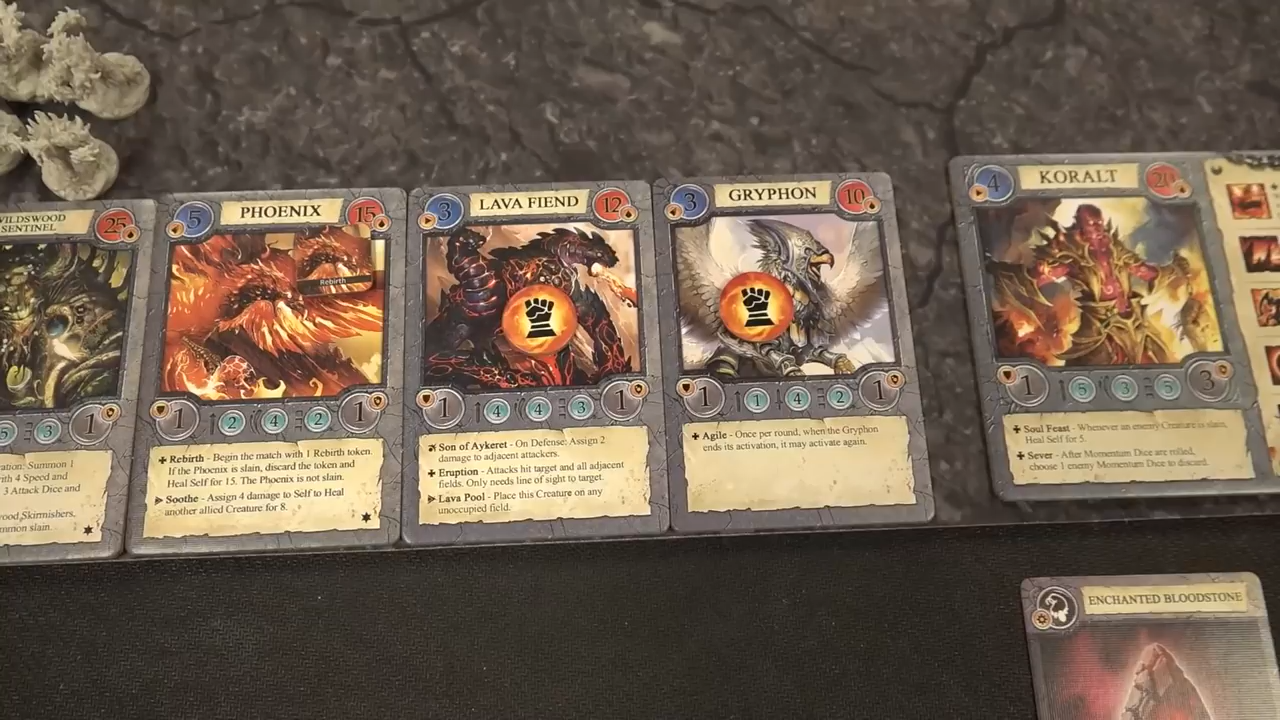 WILDSWOOD
SENTINEL
25
5
3
1
ration: Summon 1
with 4 Speed and
3 Attack Dice and
wood Skirmishers,
mmon slain.
5
PHOENIX
15
Rebirth
1
2
4
2
1
Rebirth - Begin the match with 1 Rebirth token.
If the Phoenix is slain, discard the token and
Heal Self for 15. The Phoenix is not slain.
Soothe - Assign 4 damage to Self to Heal
another allied Creature for 8.
3
LAVA FIEND
12
1
4
4
3
1
Son of Aykeret - On Defense: Assign 2
damage to adjacent attackers.
Eruption - Attacks hit target and all adjacent
fields. Only needs line of sight to target.
Lava Pool - Place this Creature on any
unoccupied field.
3
GRYPHON
10
1
1
4
2
1
Agile - Once per round, when the Gryphon
ends its activation, it may activate again.
4
KORALT
20
1
5
3
5
3
Soul Feast - Whenever an enemy Creature is slain,
Heal Self for 5.
Sever - After Momentum Dice are rolled,
choose 1 enemy Momentum Dice to discard.
ENCHANTED BLOODSTONE